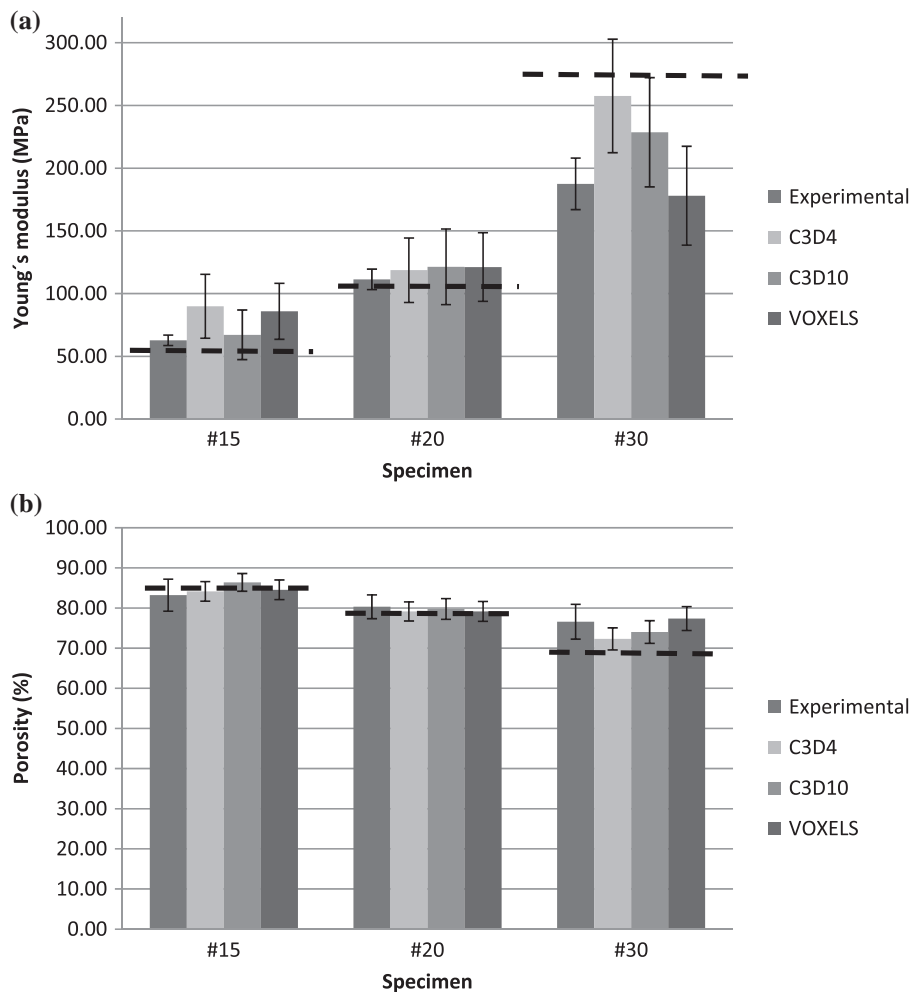 (a)
300.00
250.00
200.00
150.00
100.00
50.00
0.00
Young´s modulus (MPa)
#15 #20 #30
Specimen
Experimental
C3D4
C3D10
VOXELS
(b)
100.00
90.00
80.00
70.00
60.00
50.00
40.00
30.00
20.00
10.00
0.00
Porosity (%)
#15 #20 #30
Specimen
Experimental
C3D4
C3D10
VOXELS